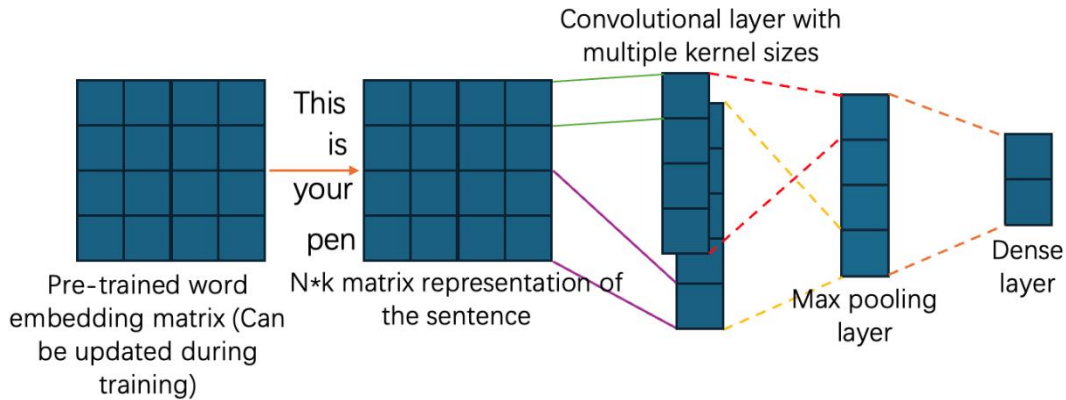 Convolutional layer with
multiple kernel sizes
This
is
your
pen
Pre-trained word
embedding matrix (Can
be updated during
training)
N*k matrix representation of
the sentence
Max pooling
layer
Dense
layer